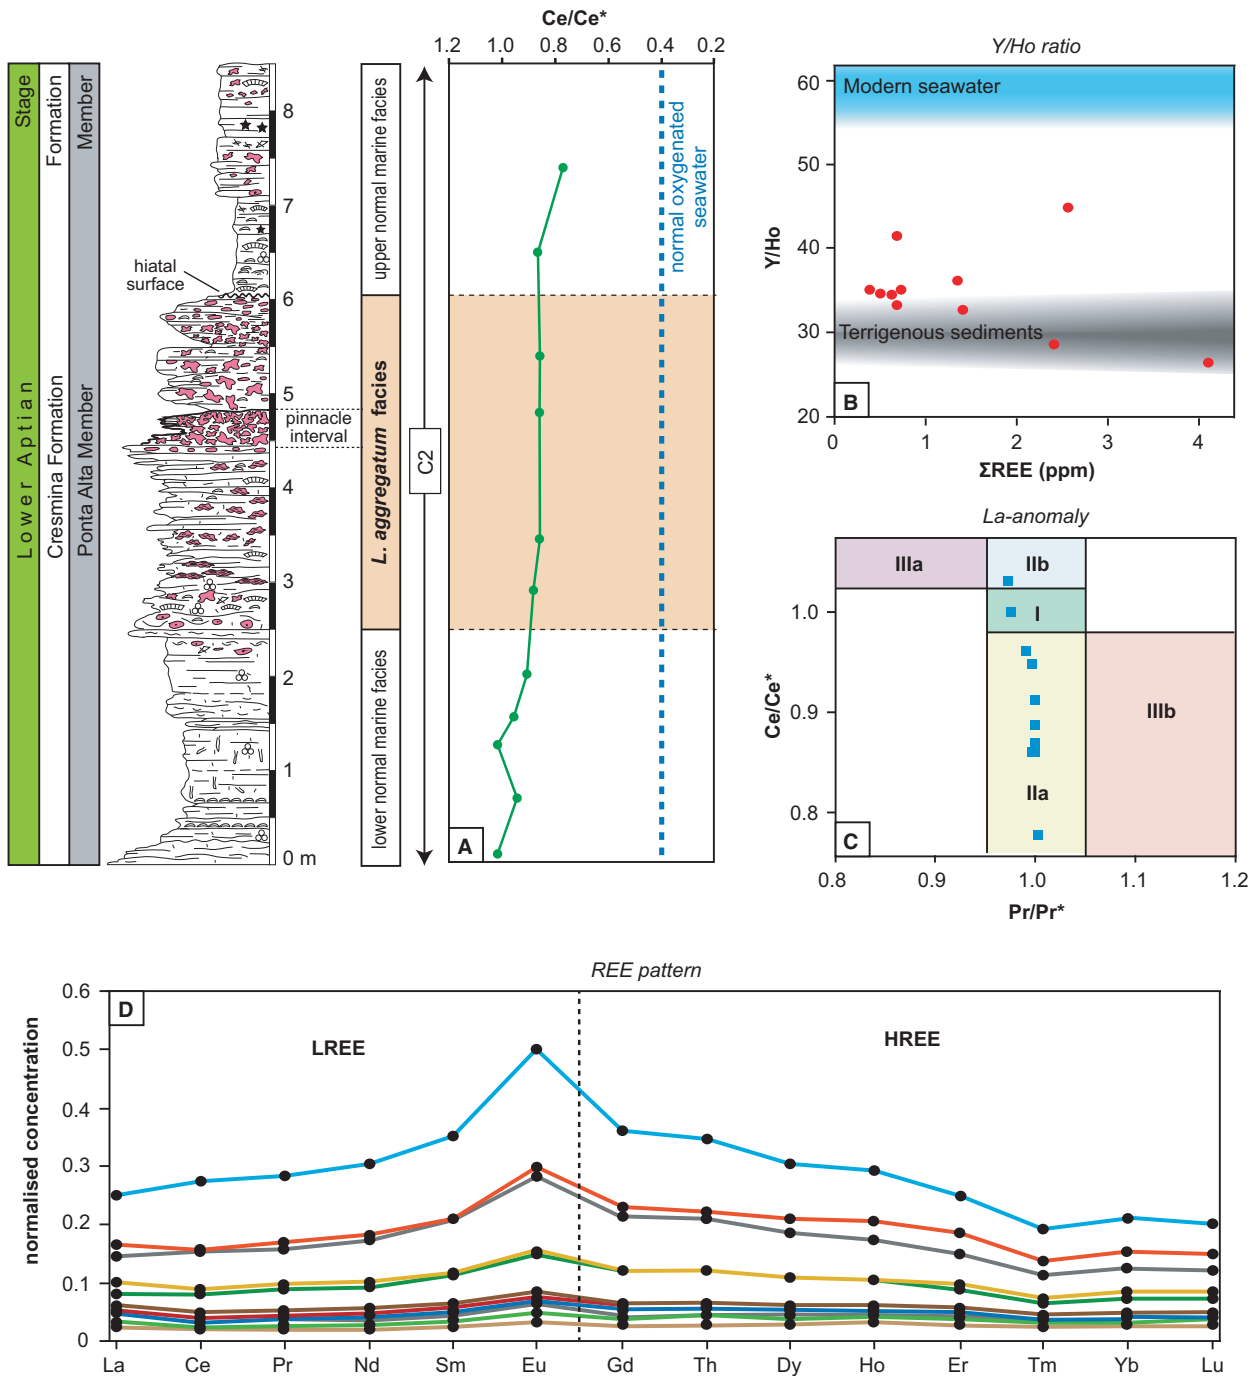 Stage
Formation
Member
Lower Aptian
Cresmina Formation
Ponta Alta Member
hiatal
surface
8
7
6
5
4
3
2
1
0 m
pinnacle
interval
upper normal marine facies
L. aggregatum facies
lower normal marine facies
C2
Ce/Ce*
1.2 1.0 0.8 0.6 0.4 0.2
normal oxygenated
seawater
A
Y/Ho ratio
60
50
40
30
20
Y/Ho
Modern seawater
Terrigenous sediments
B
0 1 2 3 4
ΣREE (ppm)
La-anomaly
IIIa
IIb
I
IIa
IIIb
1.0
0.9
0.8
Ce/Ce*
C
0.8 0.9 1.0 1.1 1.2
Pr/Pr*
REE pattern
D
LREE
HREE
0.6
0.5
0.4
0.3
0.2
0.1
0
normalised concentration
La Ce Pr Nd Sm Eu Gd Th Dy Ho Er Tm Yb Lu